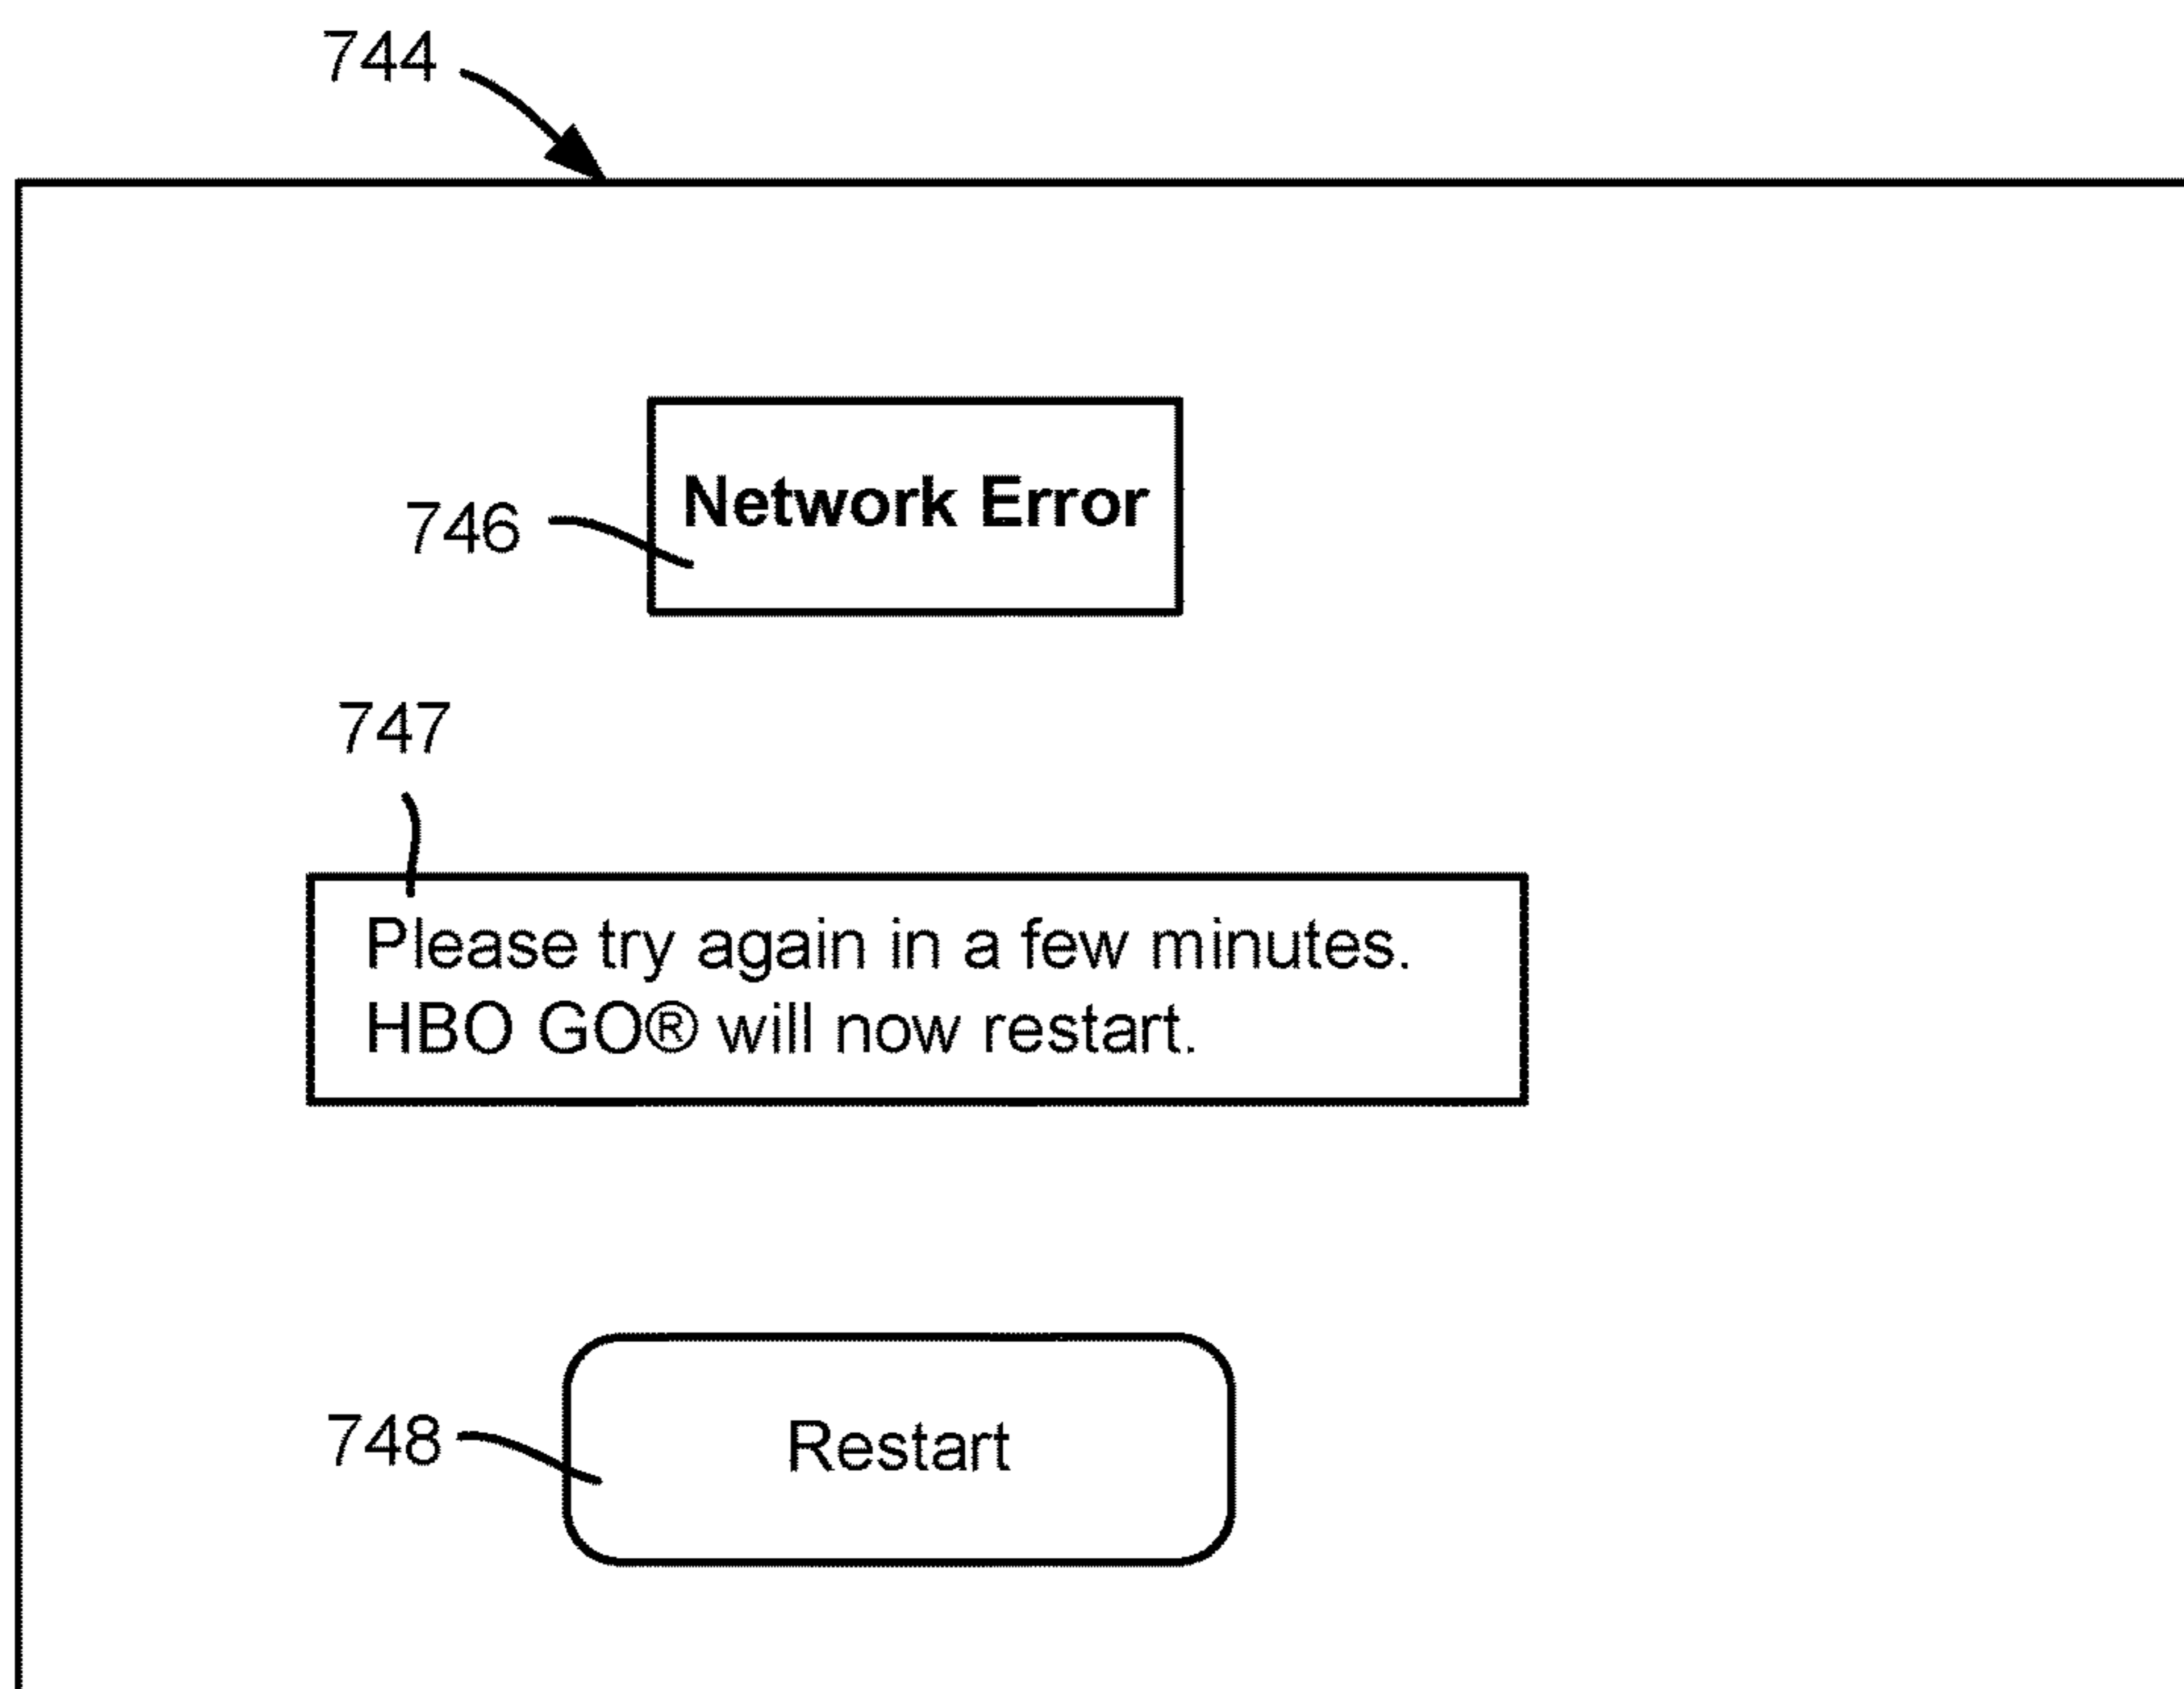 744
Network Error
746
747
Please try again in a few minutes.
HBO GO® will now restart.
748
Restart